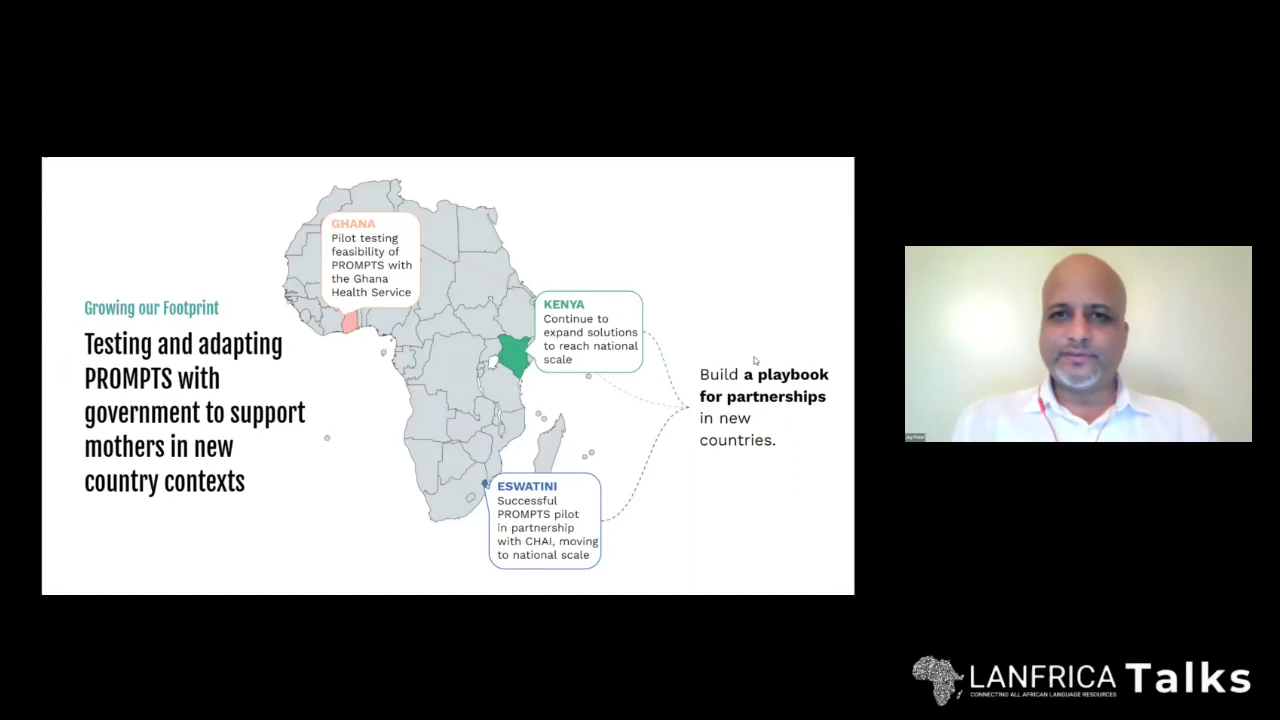 Growing our Footprint
Testing and adapting
PROMPTS with
government to support
mothers in new
country contexts
GHANA
Pilot testing
feasibility of
PROMPTS with
the Ghana
Health Service
KENYA
Continue to
expand solutions
to reach national
scale
ESWATINI
Successful
PROMPTS pilot
in partnership
with CHAI, moving
to national scale
Build a playbook
for partnerships
in new
countries.
LANFRICA Talks
CONNECTING ALL AFRICAN LANGUAGE RESOURCES